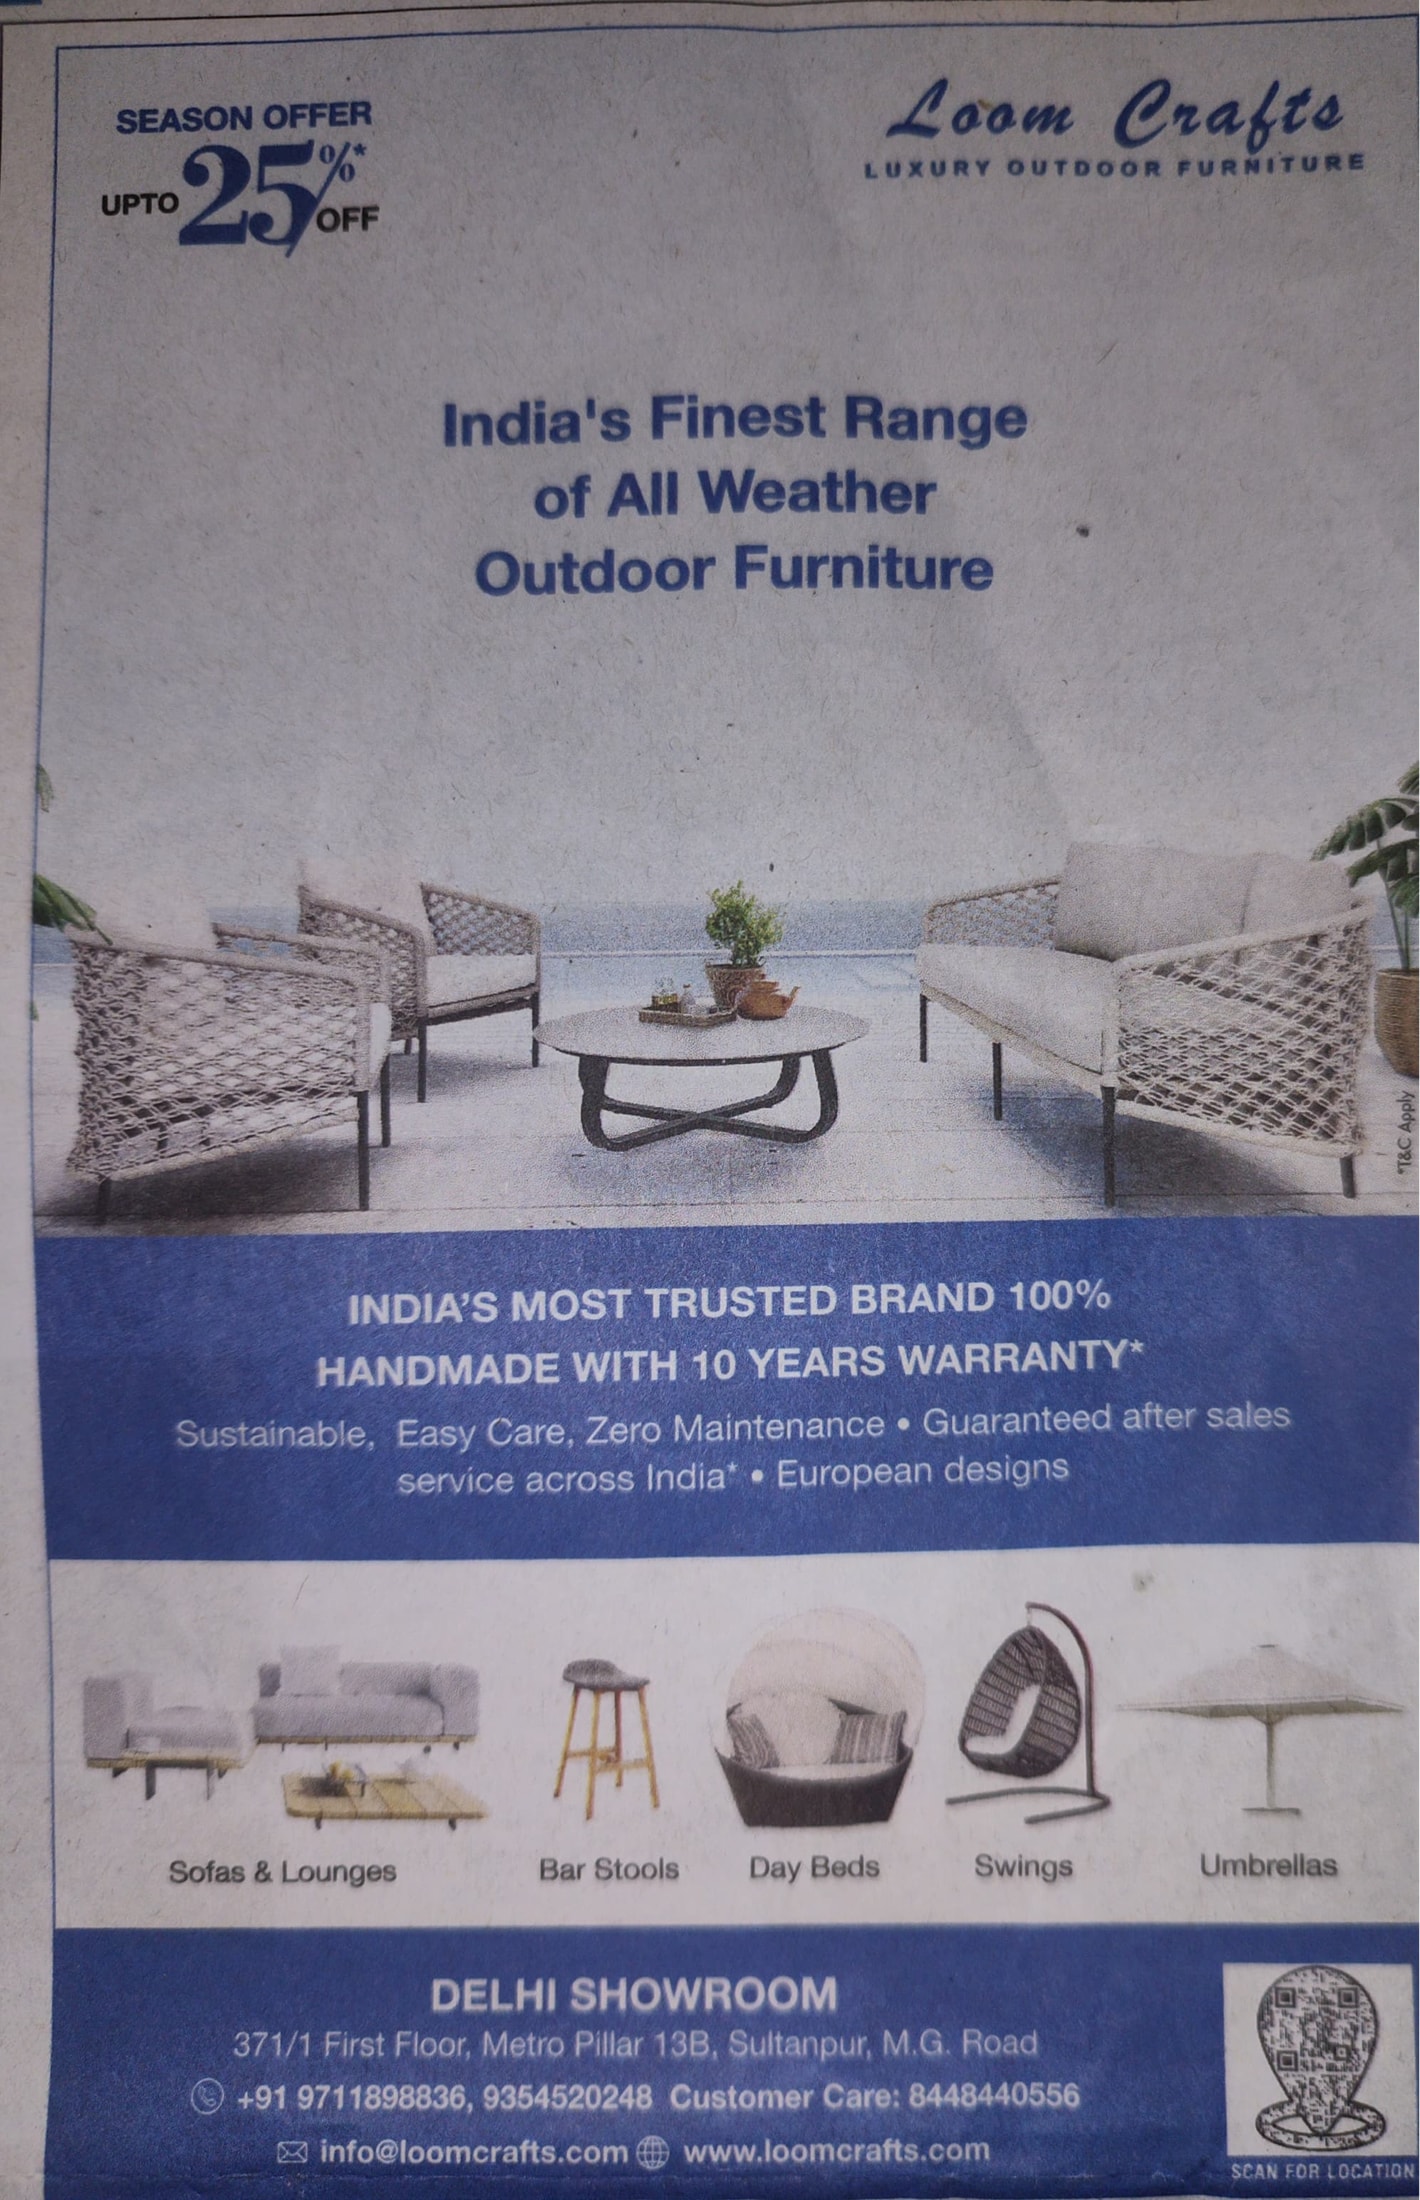 SEASON OFFER
UPTO 25%* OFF
Loom Crafts
LUXURY OUTDOOR FURNITURE
India's Finest Range
of All Weather
Outdoor Furniture
*T&C Apply
INDIA'S MOST TRUSTED BRAND 100%
HANDMADE WITH 10 YEARS WARRANTY*
Sustainable, Easy Care, Zero Maintenance • Guaranteed after sales
service across India* • European designs
Sofas & Lounges
Bar Stools
Day Beds
Swings
Umbrellas
DELHI SHOWROOM
371/1 First Floor, Metro Pillar 13B, Sultanpur, M.G. Road
+91 9711898836, 9354520248 Customer Care: 8448440556
info@loomcrafts.com www.loomcrafts.com
SCAN FOR LOCATION